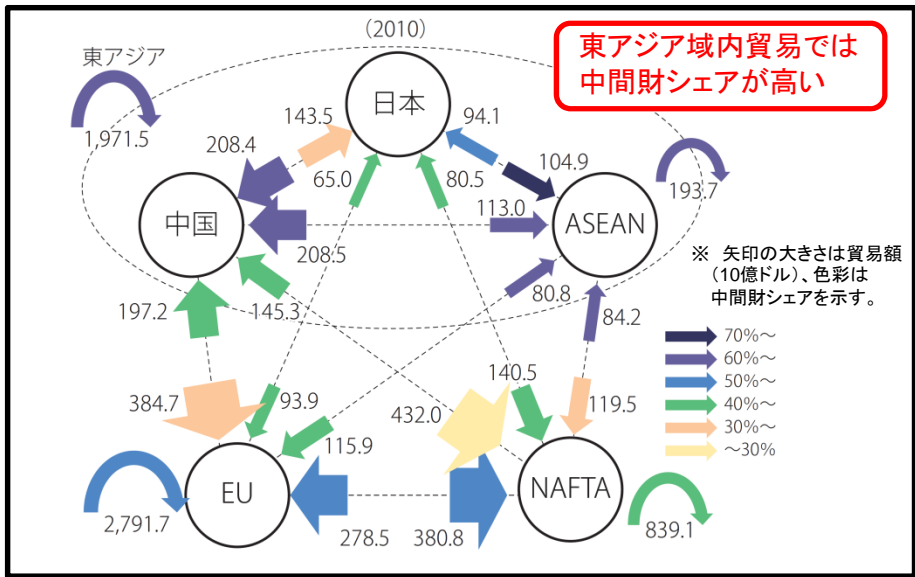 (2010)
東アジア域内貿易では
中間財シェアが高い
東アジア
1,971.5
日本
143.5
94.1
208.4
65.0
80.5
104.9
193.7
中国
113.0
ASEAN
208.5
※ 矢印の大きさは貿易額
(10億ドル)、色彩は
中間財シェアを示す。
197.2
145.3
80.8
84.2
70%～
60%～
50%～
40%～
30%～
～30%
384.7
93.9
432.0
140.5
119.5
115.9
EU
NAFTA
2,791.7
278.5
380.8
839.1